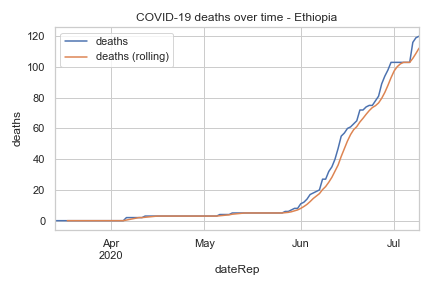 COVID-19 deaths over time - Ethiopia
deaths
deaths (rolling)
120
100
80
60
40
20
0
deaths
Apr
2020
May
Jun
Jul
dateRep